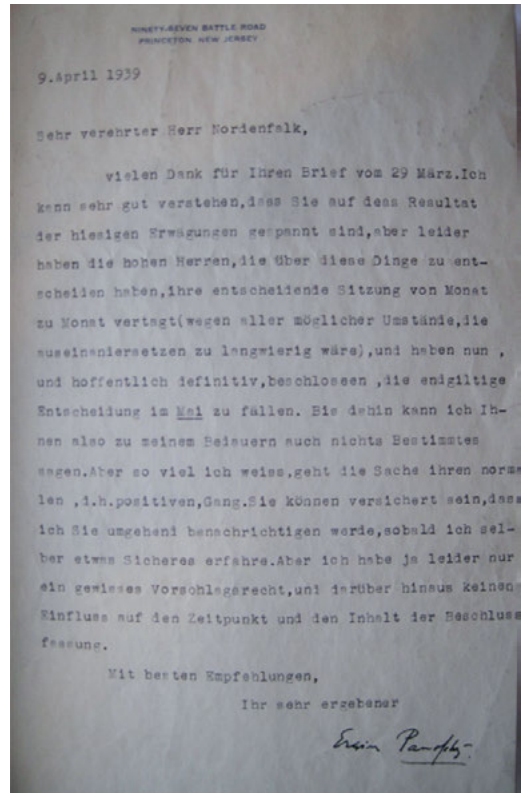 NINETY-SEVEN BATTLE ROAD
PRINCETON, NEW JERSEY
9.April 1939
Sehr verehrter Herr Nordenfalk,
vielen Dank für Ihren Brief vom 29 März.Ich
kann sehr gut verstehen,dass Sie auf dess Resultat
der hiesigen Erwägungen gespannt sind,aber leider
haben die hohen Herren,die über diese Dinge zu ent-
scheiden haben,ihre entscheidende Sitzung von Monat
zu Monat vertagt(wegen aller möglicher Umstände,die
auseinandersetzen zu langwierig wäre),und haben nun ,
und hoffentlich definitiv,beschloseen ,die endgiltige
Entscheidung im Mai zu fällen. Bis dahin kann ich Ih-
nen also zu meinem Bedauern auch nichts Bestimmtes
sagen.Aber so viel ich weiss,geht die Sache ihren norma
len ,d.h.positiven,Gang.Sie können versichert sein,dass
ich Sie umgehend benachrichtigen werde,sobald ich sel-
ber etwas Sicheres erfahre.Aber ich habe ja leider nur
ein gewisses Vorschlagsrecht,und darüber hinaus keinen
Einfluss auf den Zeitpunkt und den Inhalt der Beschluss
fassung.
Mit besten Empfehlungen,
Ihr sehr ergebener
Erwin Panofsky